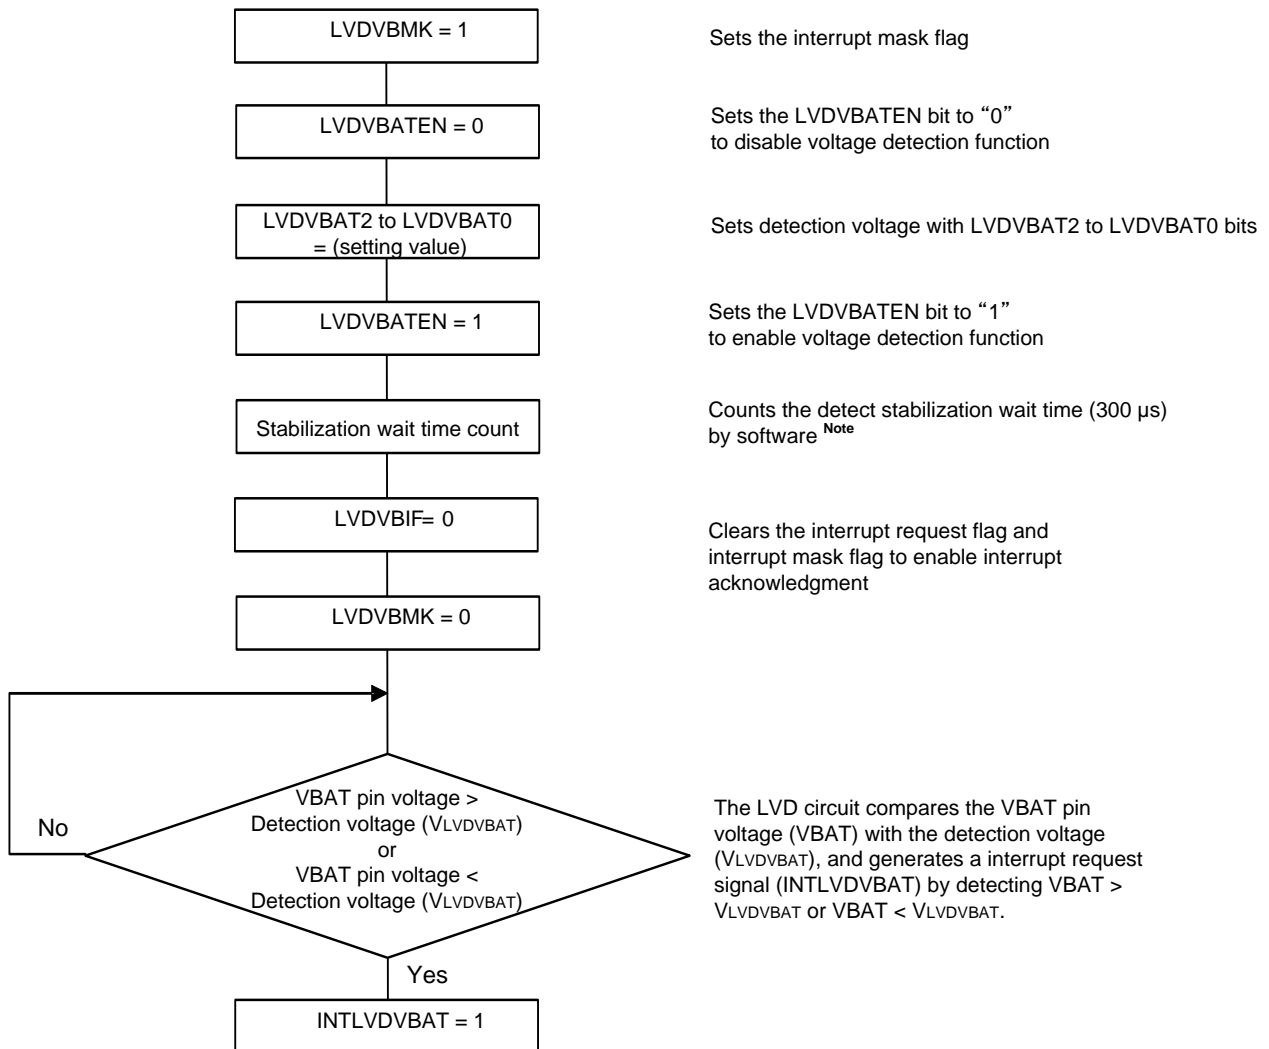 LVDVBMK = 1
Sets the interrupt mask flag
LVDVBATEN = 0
Sets the LVDVBATEN bit to “0”
to disable voltage detection function
LVDVBAT2 to LVDVBAT0
= (setting value)
Sets detection voltage with LVDVBAT2 to LVDVBAT0 bits
LVDVBATEN = 1
Sets the LVDVBATEN bit to “1”
to enable voltage detection function
Stabilization wait time count
Counts the detect stabilization wait time (300 µs)
by software Note
LVDVBIF= 0
Clears the interrupt request flag and
interrupt mask flag to enable interrupt
acknowledgment
LVDVBMK = 0
No
VBAT pin voltage >
Detection voltage (VLVDVBAT)
or
VBAT pin voltage <
Detection voltage (VLVDVBAT)
The LVD circuit compares the VBAT pin
voltage (VBAT) with the detection voltage
(VLVDVBAT), and generates a interrupt request
signal (INTLVDVBAT) by detecting VBAT >
VLVDVBAT or VBAT < VLVDVBAT.
Yes
INTLVDVBAT = 1